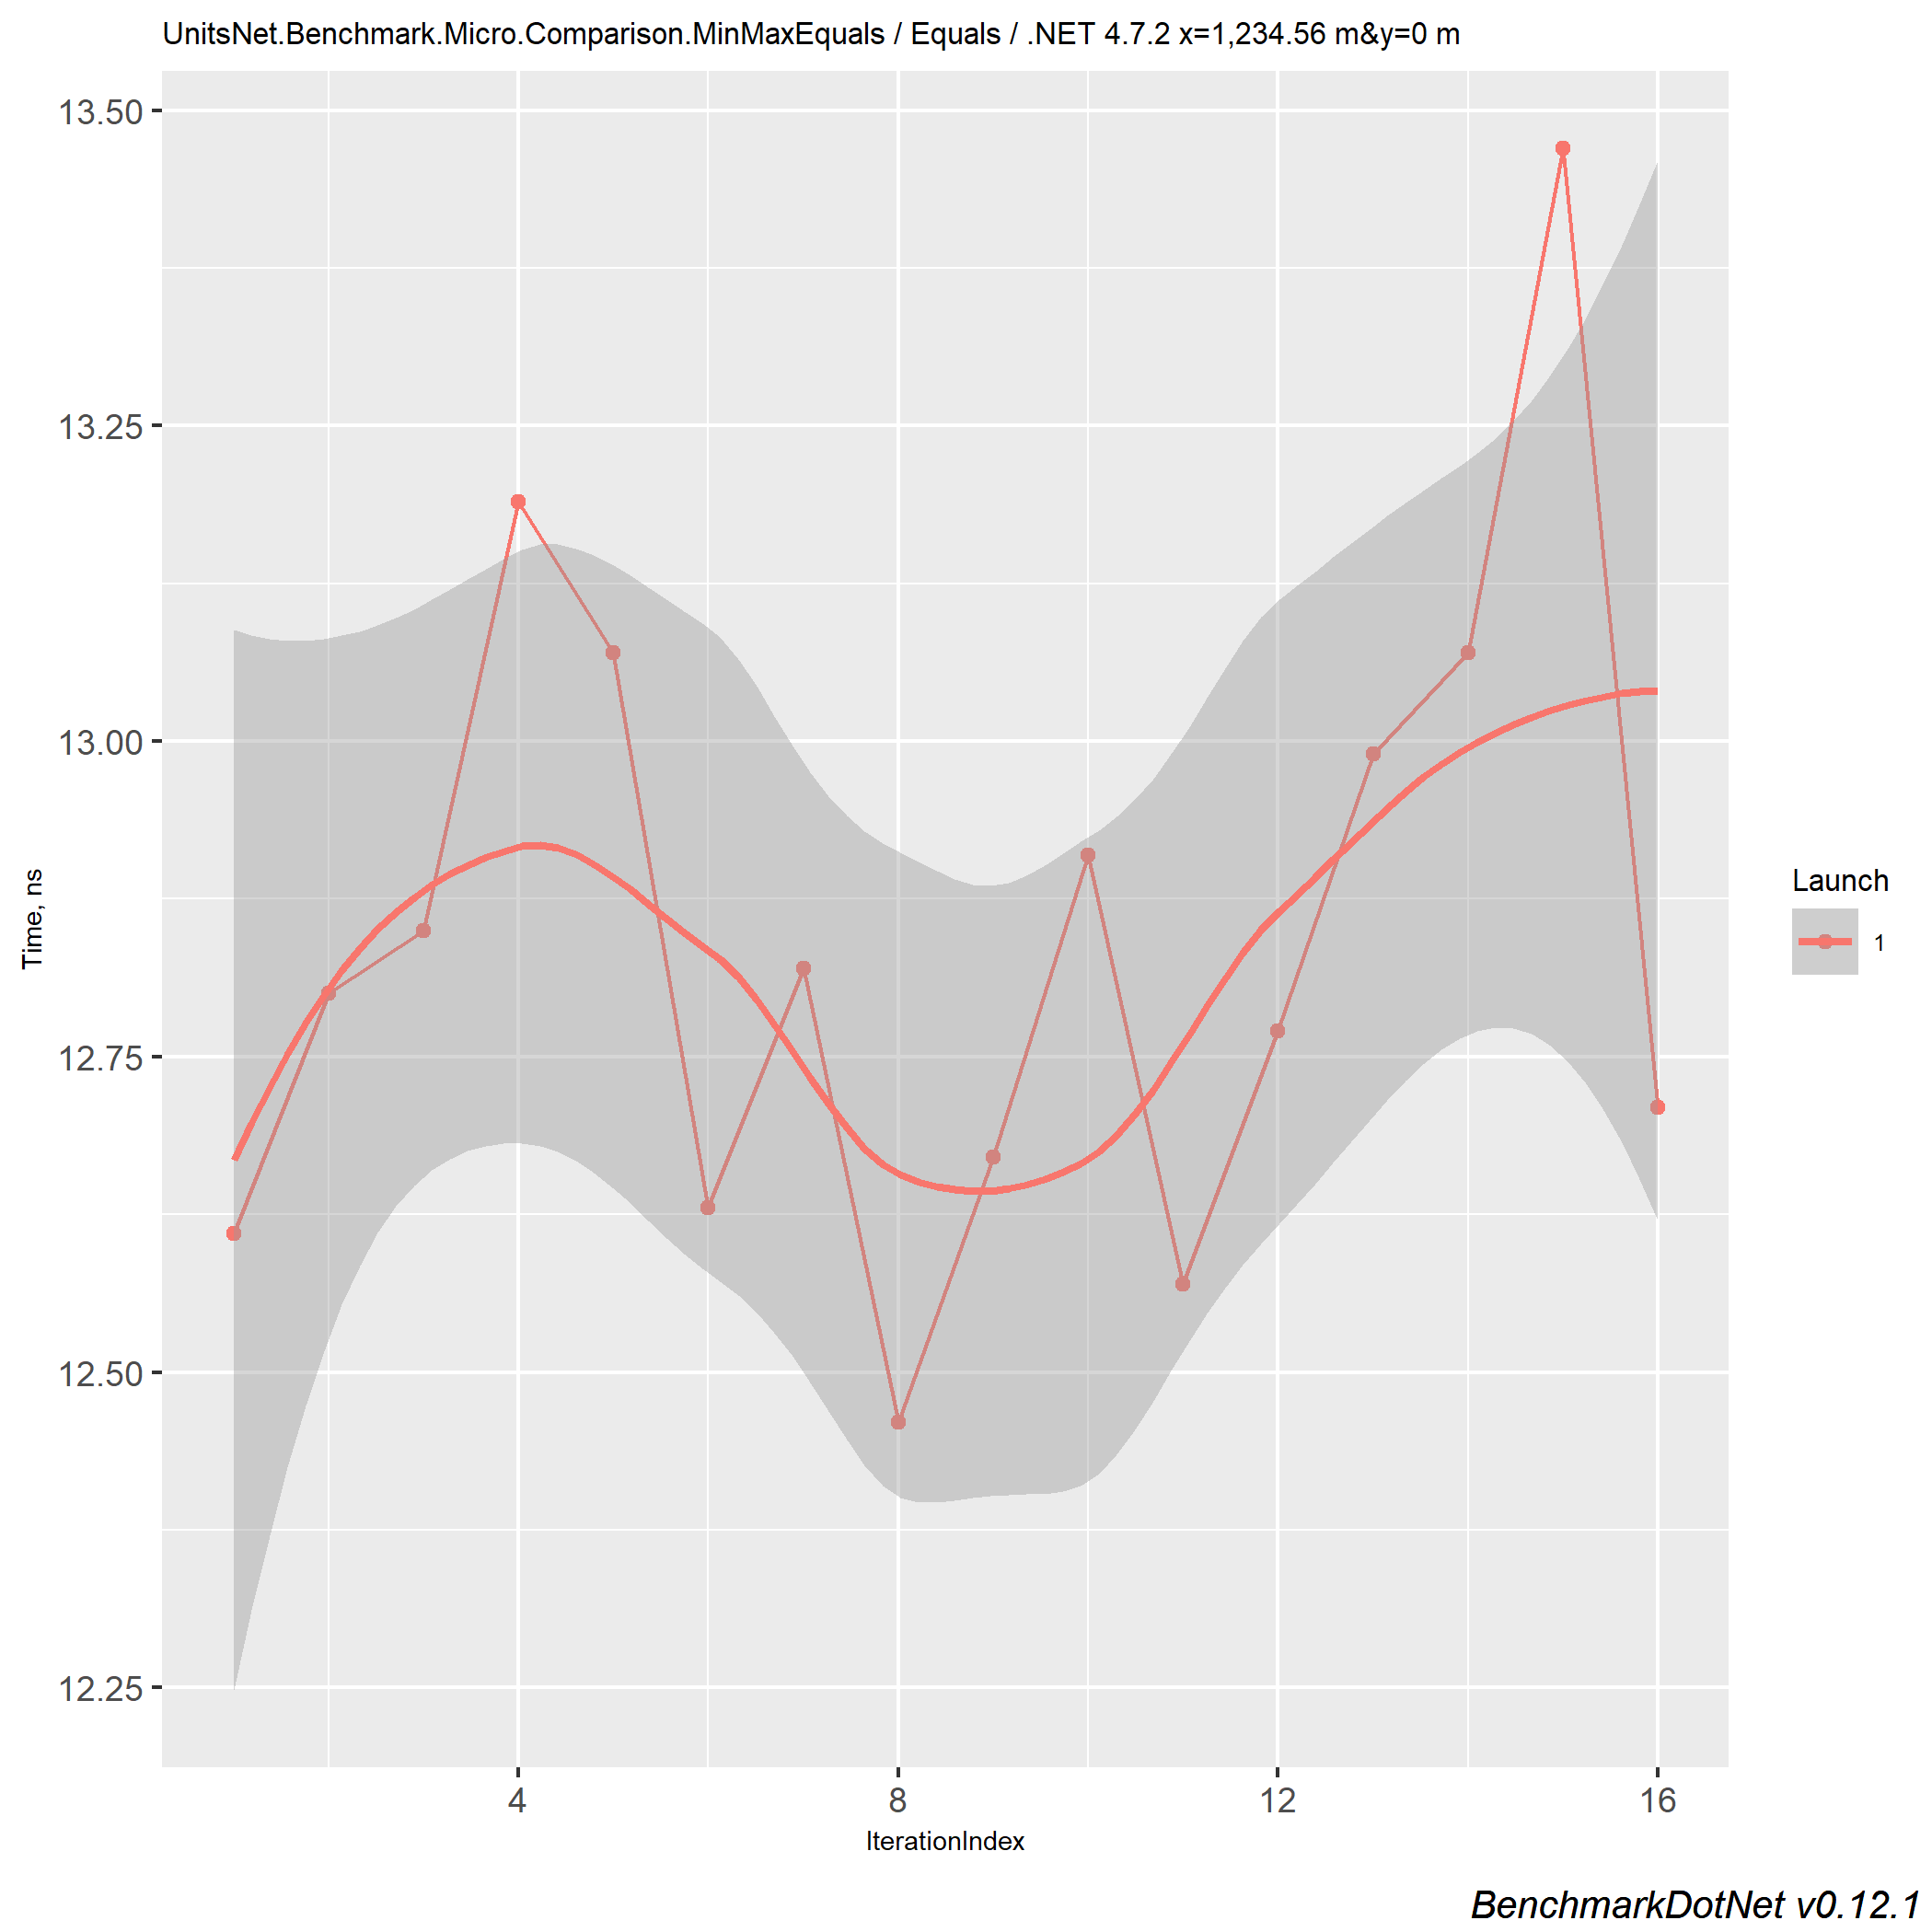 UnitsNet.Benchmark.Micro.Comparison.MinMaxEquals / Equals / .NET 4.7.2 x=1,234.56 m&y=0 m
13.50
13.25
13.00
12.75
12.50
12.25
Time, ns
4 8 12 16
IterationIndex
Launch
1
BenchmarkDotNet v0.12.1